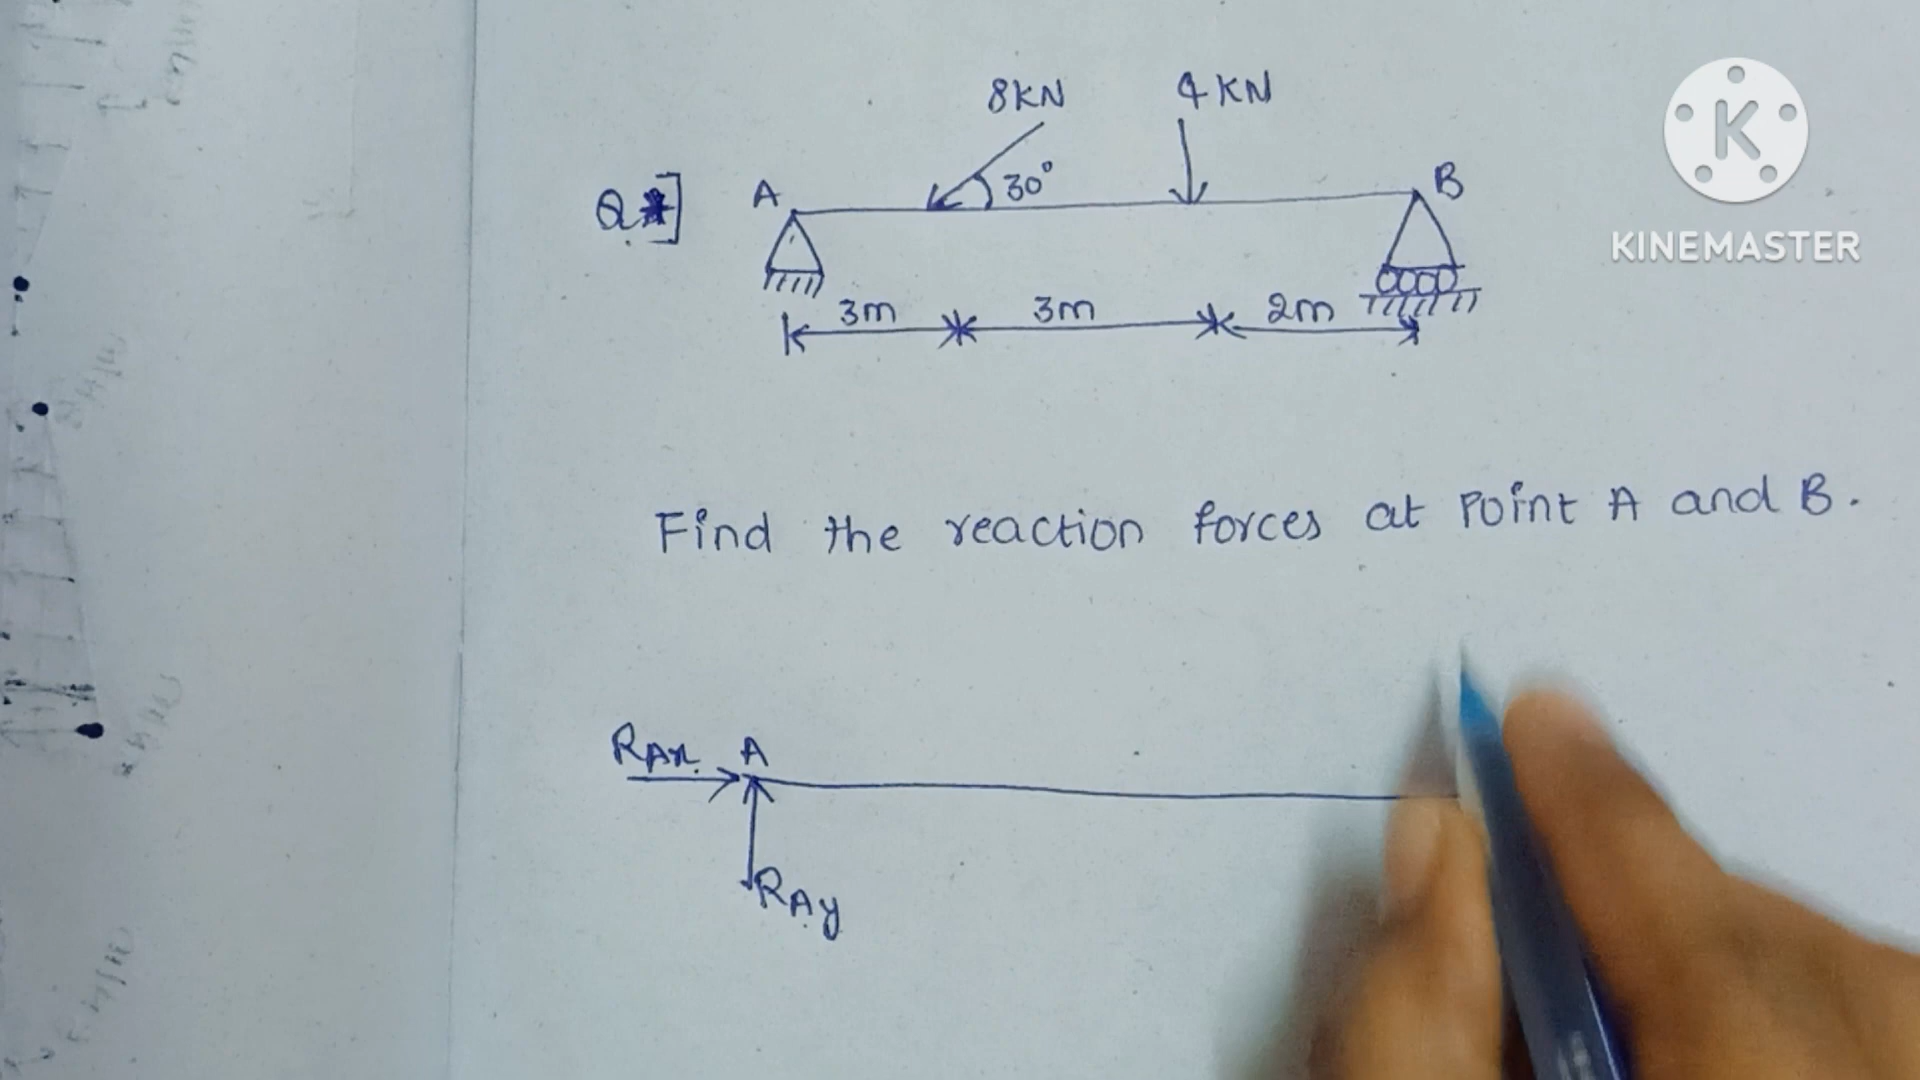 8KN 4KN
Q
A 30° B
3m 3m 2m
Find the reaction forces at Point A and B.
RAx A
RAy
K
KINEMASTER